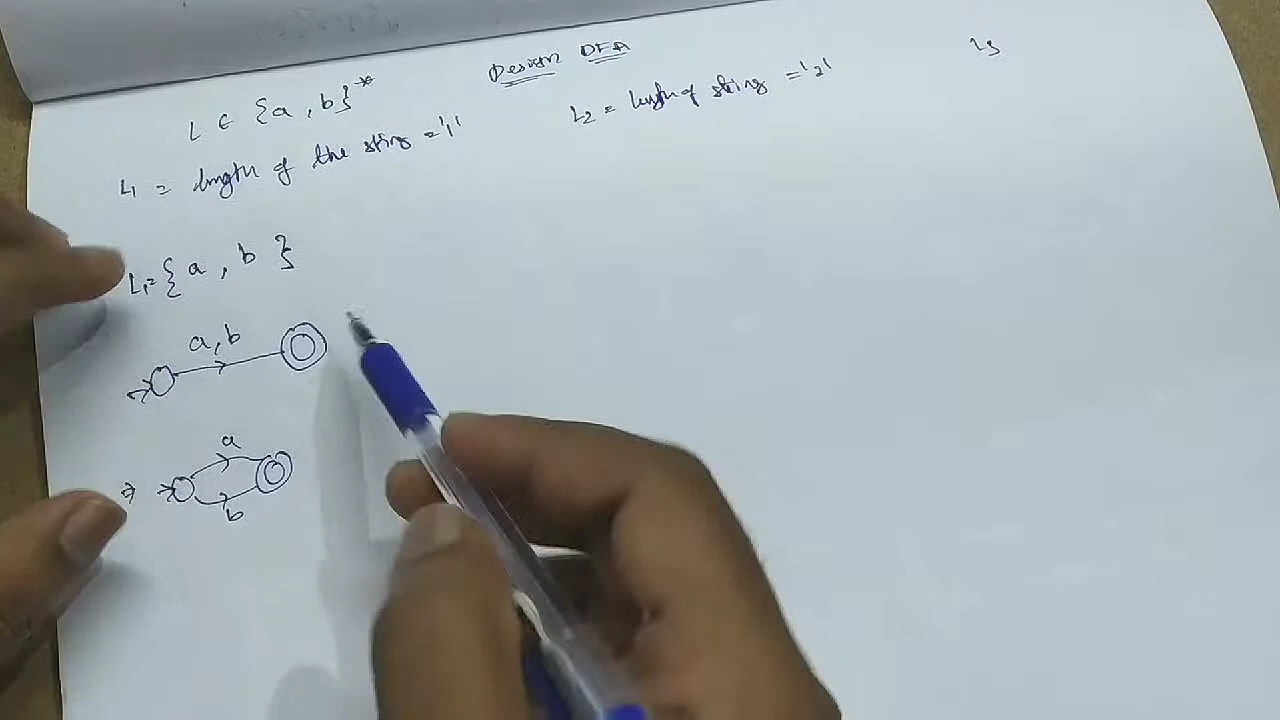 Design DFA
L ∈ {a, b}*
L₁ = length of the string = '1'
L₂ = length of string = '2'
L₃
L₁= { a , b }
a, b
a
⇒
b